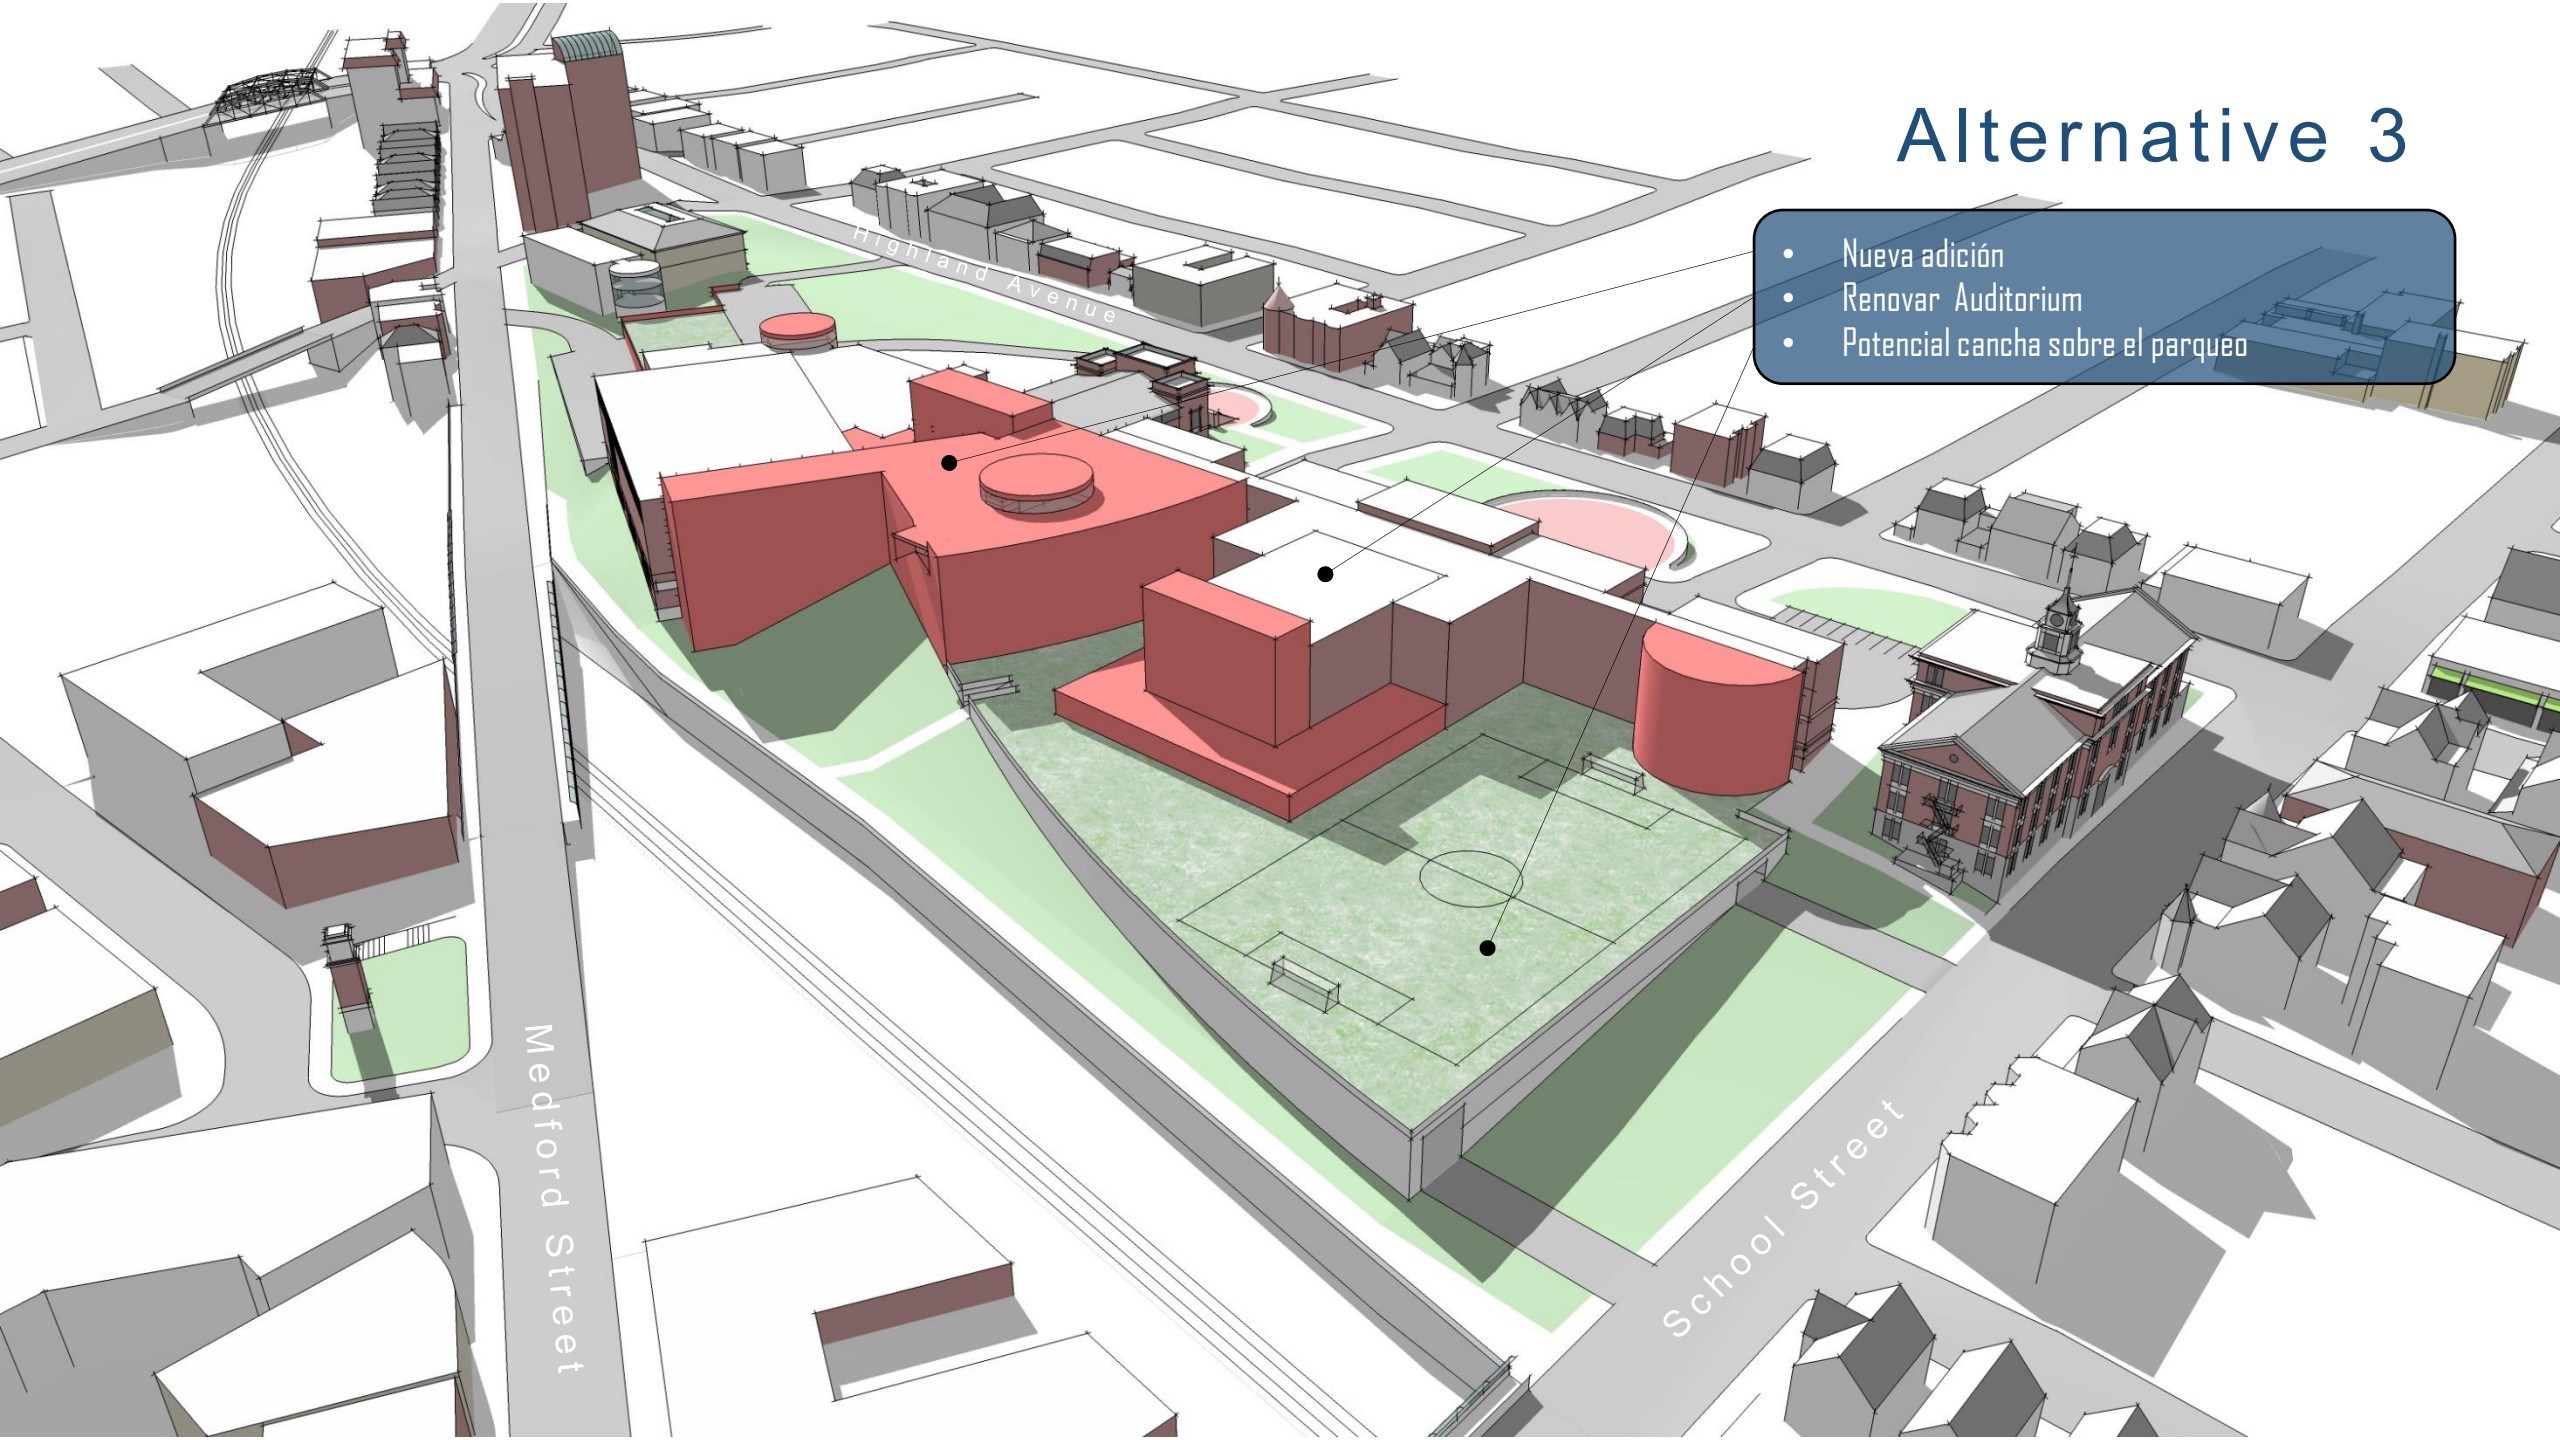 Alternative 3
• Nueva adición
• Renovar Auditorium
• Potencial cancha sobre el parqueo
Highland Avenue
Medford Street
School Street